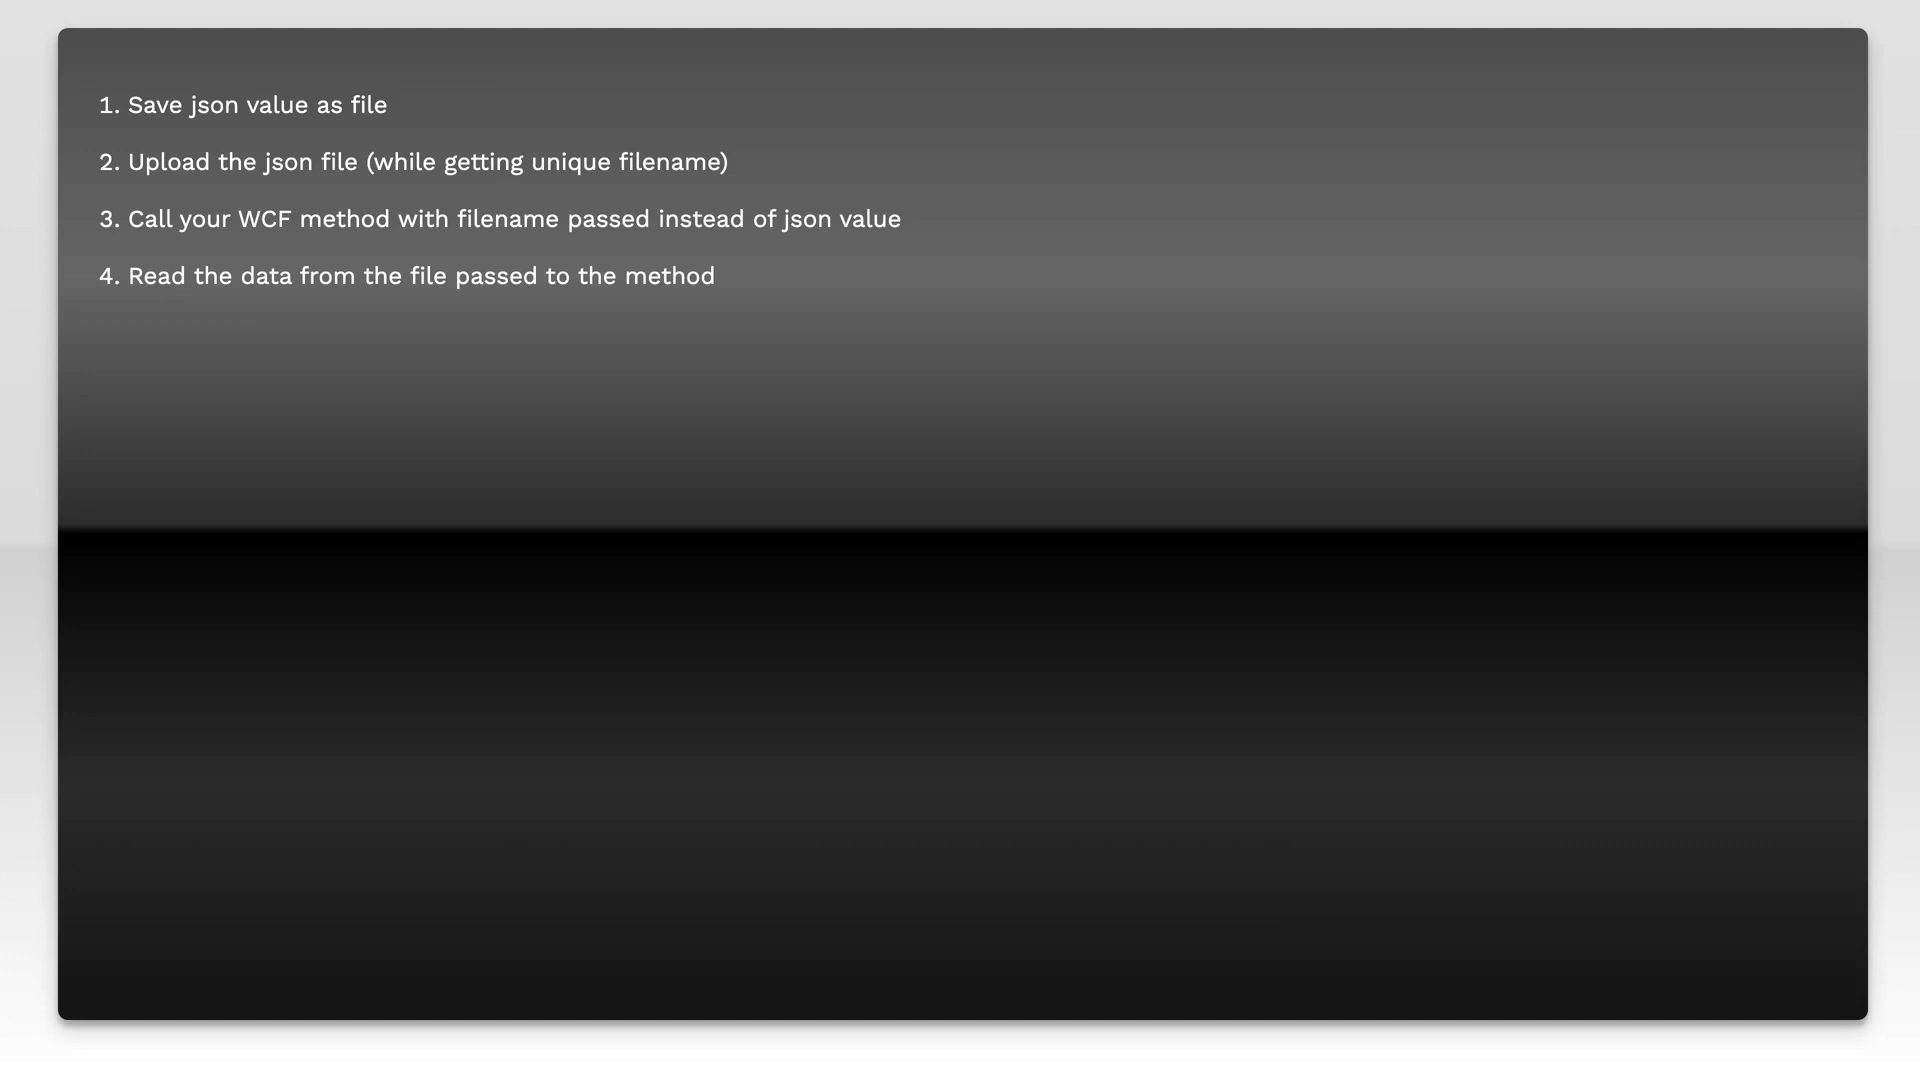 1. Save json value as file
2. Upload the json file (while getting unique filename)
3. Call your WCF method with filename passed instead of json value
4. Read the data from the file passed to the method